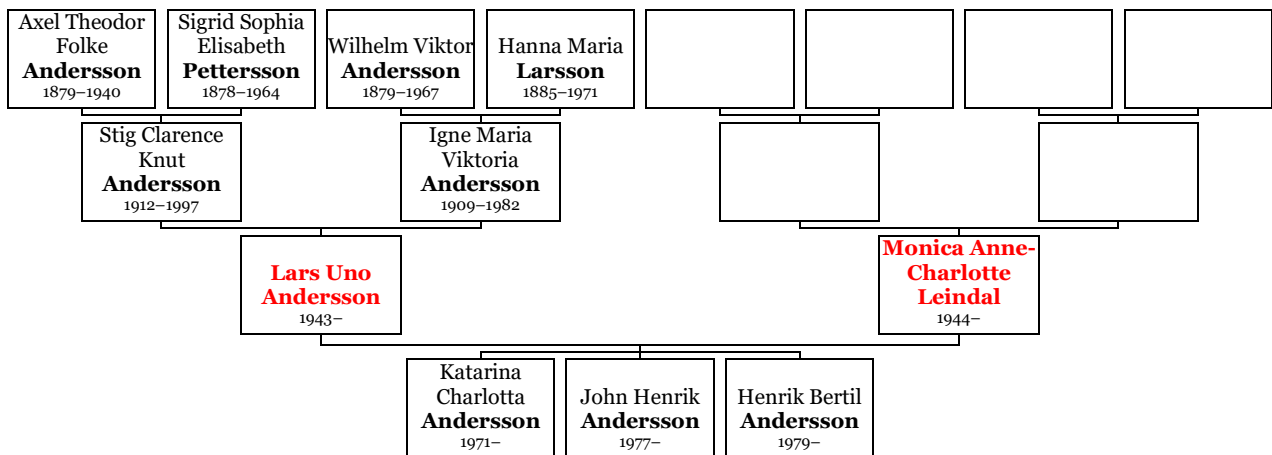 Axel Theodor
Folke
Andersson
1879–1940
Sigrid Sophia
Elisabeth
Pettersson
1878–1964
Wilhelm Viktor
Andersson
1879–1967
Hanna Maria
Larsson
1885–1971
Stig Clarence
Knut
Andersson
1912–1997
Igne Maria
Viktoria
Andersson
1909–1982
Lars Uno
Andersson
1943–
Monica Anne-
Charlotte
Leindal
1944–
Katarina
Charlotta
Andersson
1971–
John Henrik
Andersson
1977–
Henrik Bertil
Andersson
1979–